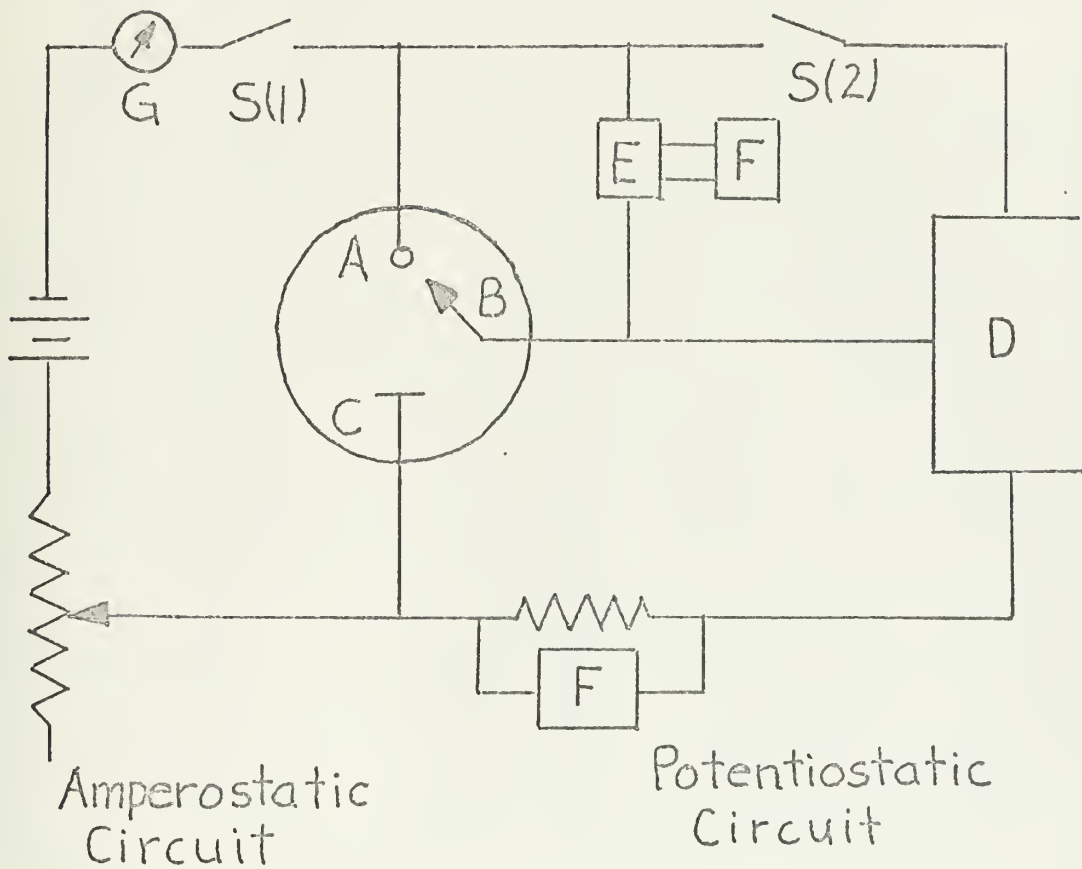 G
S(1)
S(2)
E
F
A
B
D
C
F
Amperostatic
Circuit
Potentiostatic
Circuit